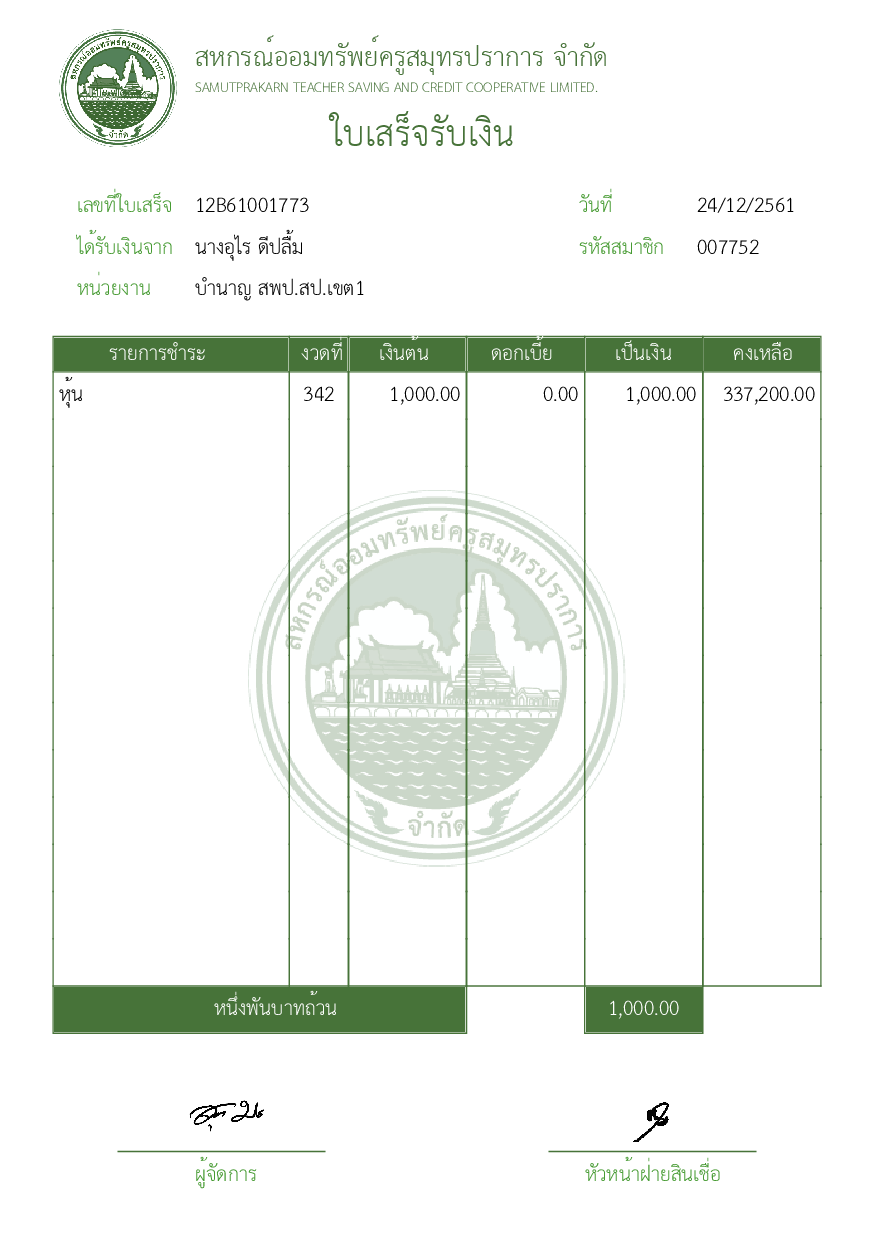 สหกรณ์ออมทรัพย์ครูสมุทรปราการ จำกัด
SAMUTPRAKARN TEACHER SAVING AND CREDIT COOPERATIVE LIMITED.
ใบเสร็จรับเงิน
เลขที่ใบเสร็จ 12B61001773 วันที่ 24/12/2561
ได้รับเงินจาก นางอุไร ดีปลื้ม รหัสสมาชิก 007752
หน่วยงาน บำนาญ สพป.สป.เขต1
รายการชำระ งวดที่ เงินต้น ดอกเบี้ย เป็นเงิน คงเหลือ
หุ้น 342 1,000.00 0.00 1,000.00 337,200.00
สหกรณ์ออมทรัพย์ครูสมุทรปราการ
จำกัด
หนึ่งพันบาทถ้วน 1,000.00
ผู้จัดการ หัวหน้าฝ่ายสินเชื่อ